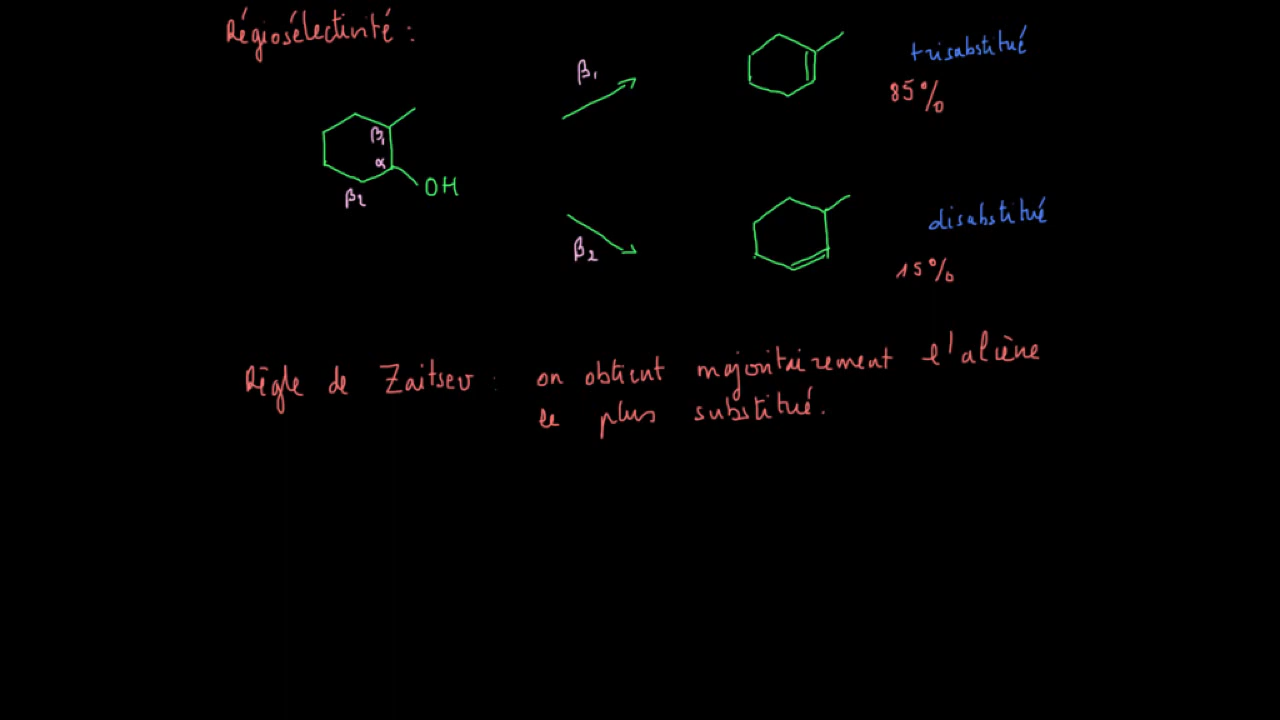 Régiosélectivité :
β1
trisubstitué
85%
β1
α
β2
OH
β2
disubstitué
15%
Règle de Zaitsev : on obtient majoritairement l'alcène
le plus substitué.